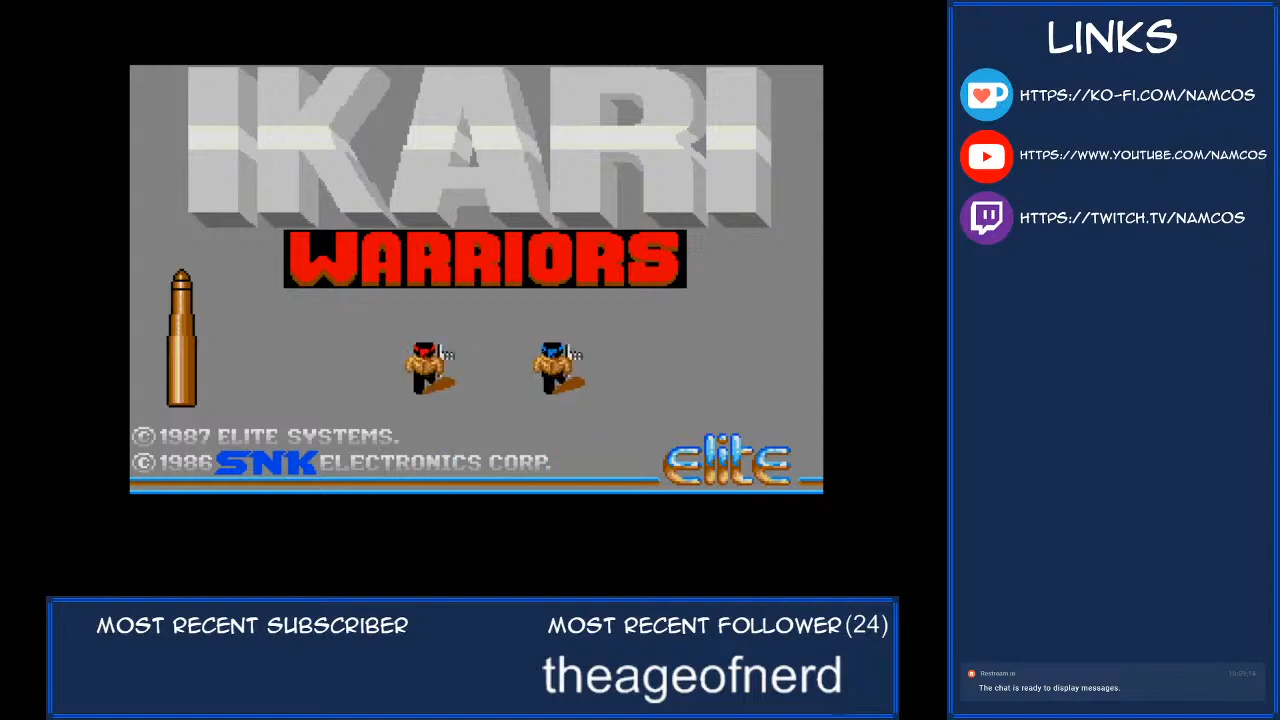 IKARI
WARRIORS
©1987 ELITE SYSTEMS.
©1986 SNK ELECTRONICS CORP.
elite
LINKS
HTTPS://KO-FI.COM/NAMCOS
HTTPS://WWW.YOUTUBE.COM/NAMCOS
HTTPS://TWITCH.TV/NAMCOS
MOST RECENT SUBSCRIBER
MOST RECENT FOLLOWER (24)
theageofnerd
Restream.io
The chat is ready to display messages.